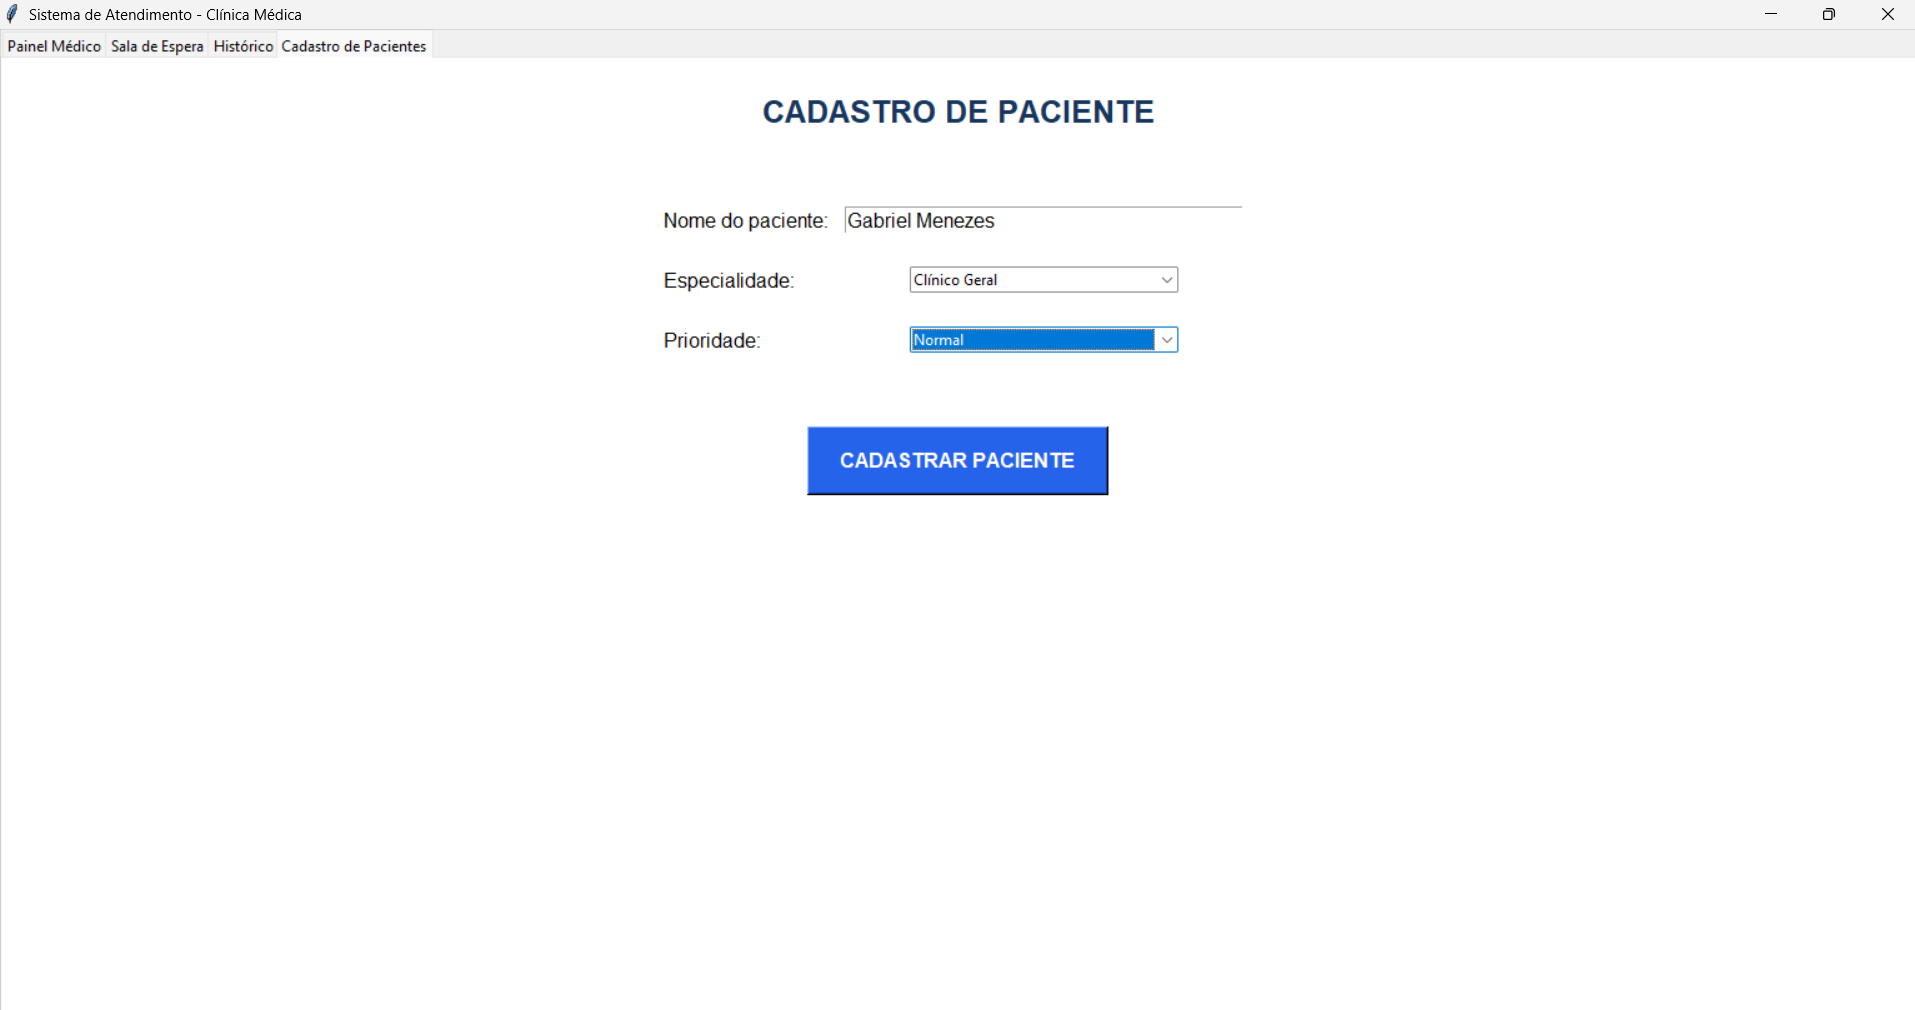 Sistema de Atendimento - Clínica Médica
Painel Médico Sala de Espera Histórico Cadastro de Pacientes
CADASTRO DE PACIENTE
Nome do paciente: Gabriel Menezes
Especialidade: Clínico Geral
Prioridade: Normal
CADASTRAR PACIENTE